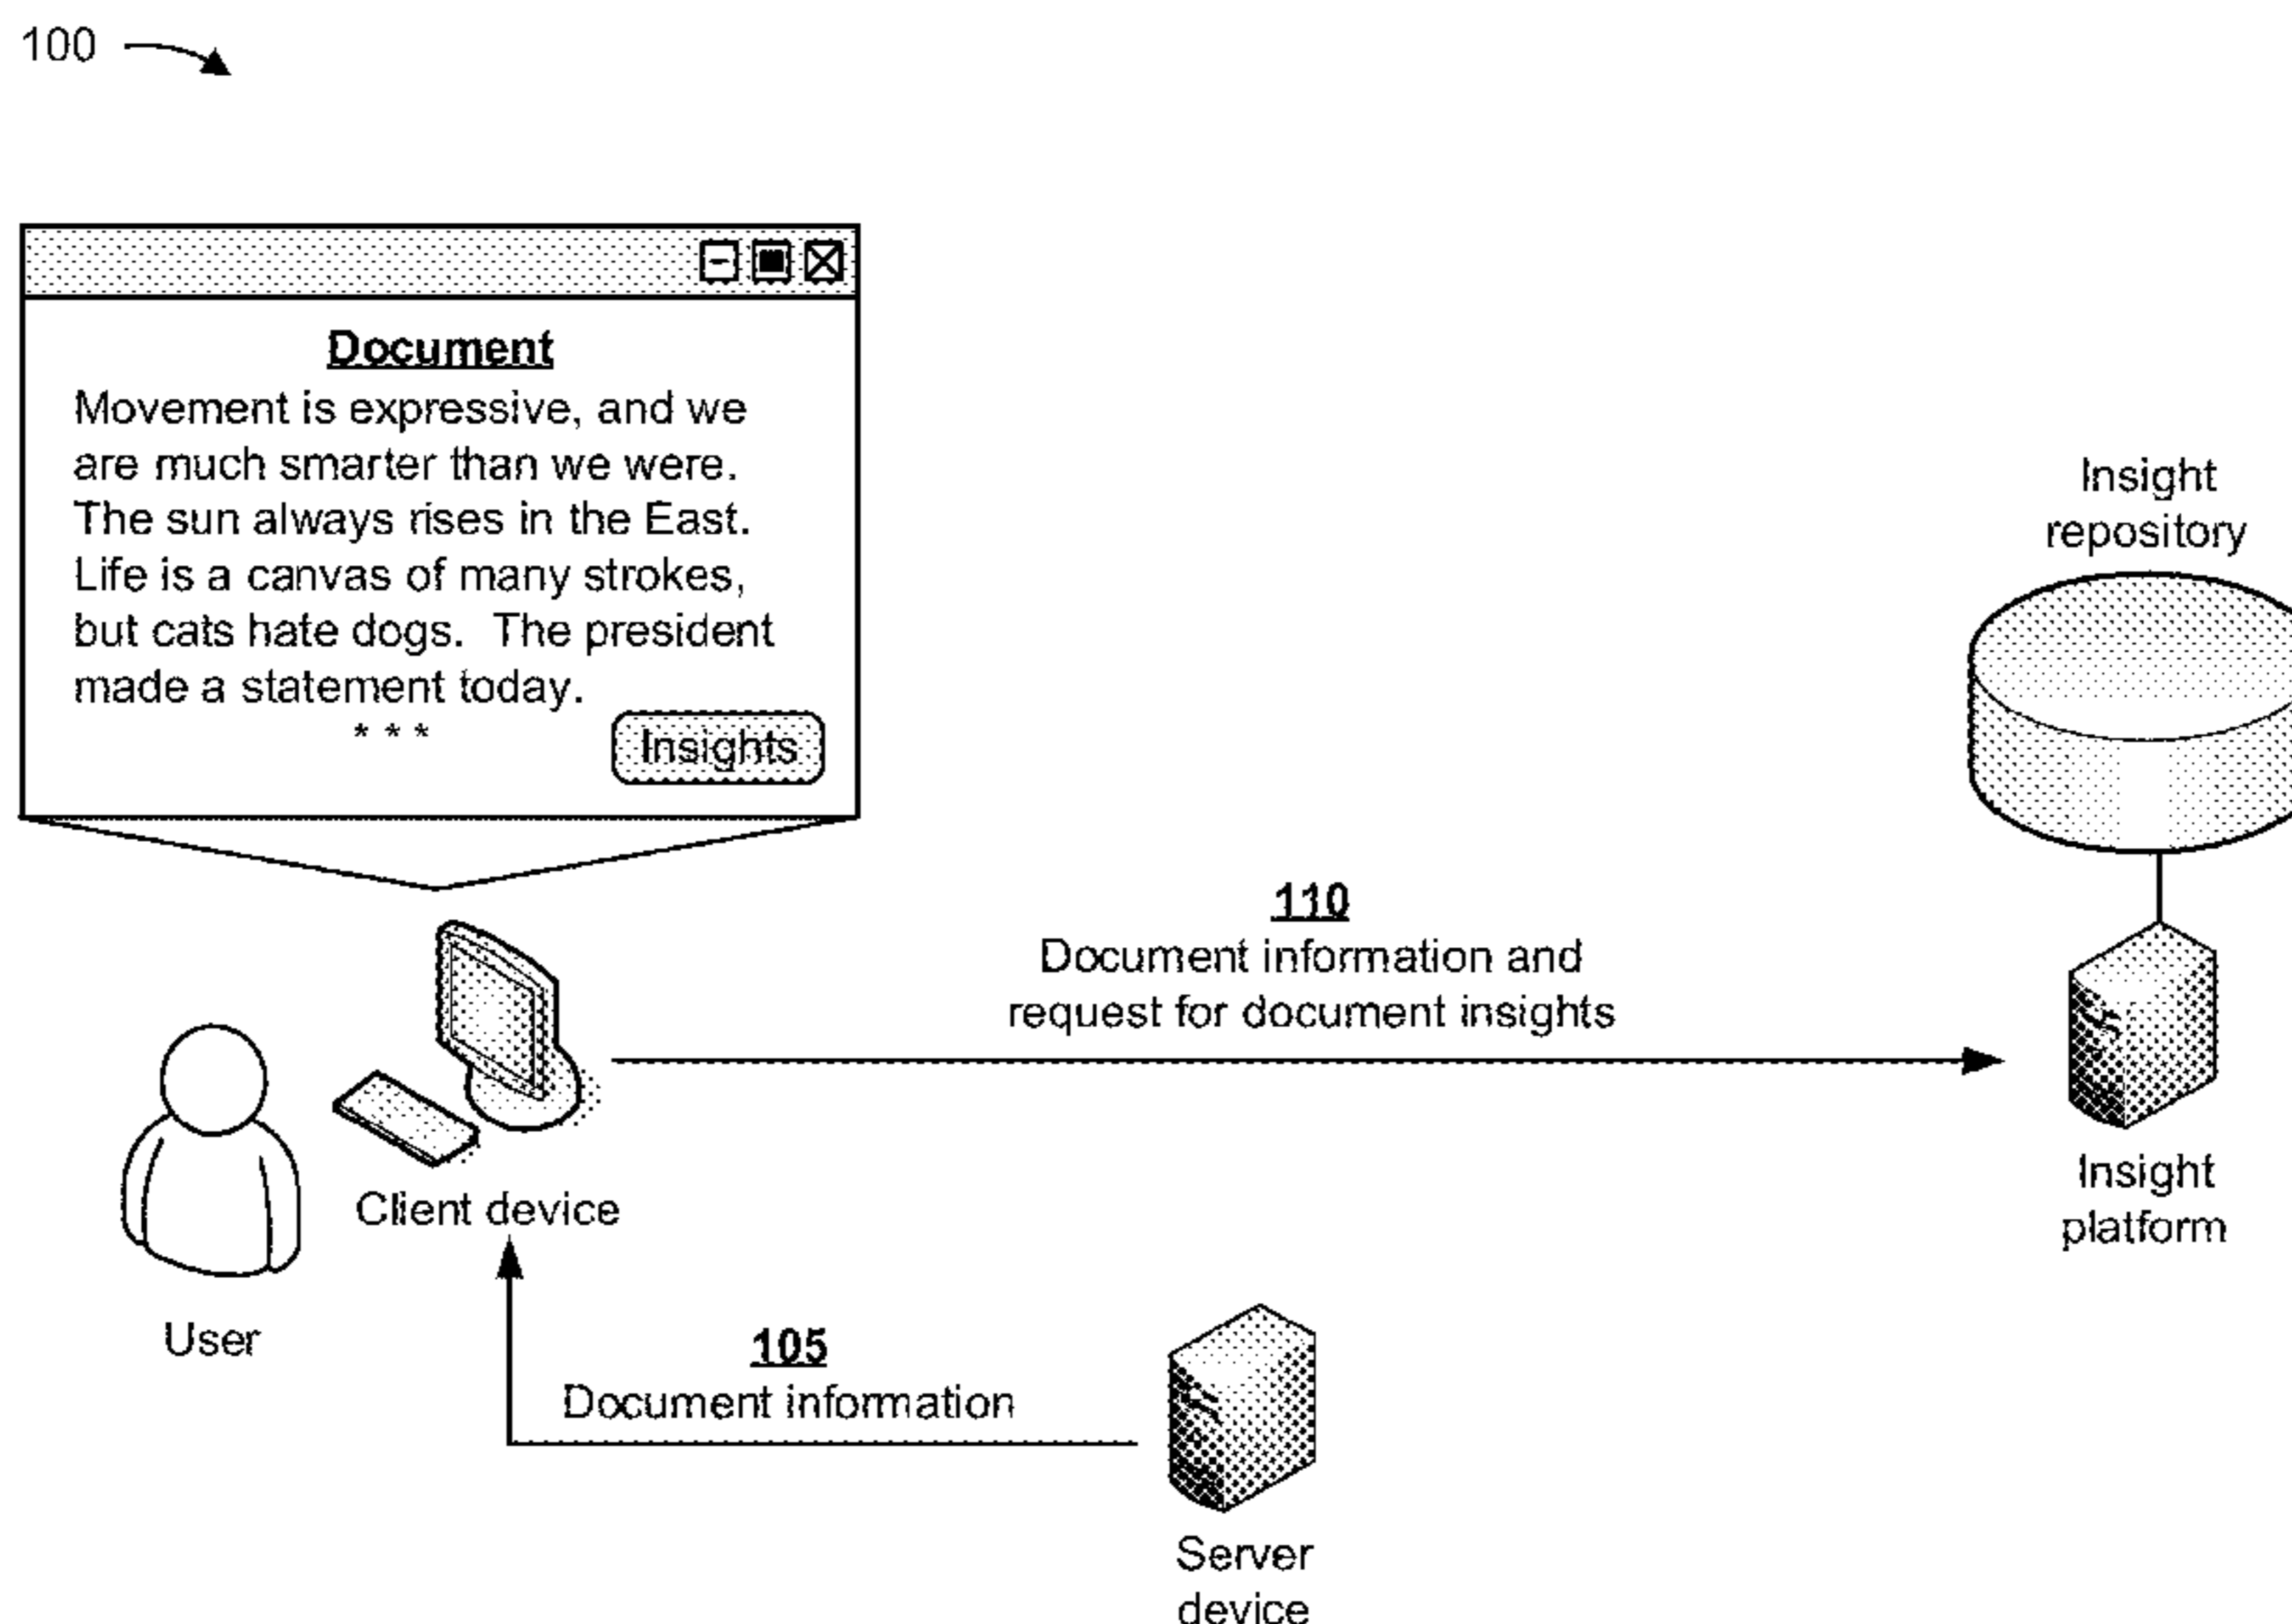 100
Document
Movement is expressive, and we
are much smarter than we were.
The sun always rises in the East.
Life is a canvas of many strokes,
but cats hate dogs.  The president
made a statement today.
* * *
Insights
Insight
repository
110
Document information and
request for document insights
Insight
platform
Client device
User
105
Document information
Server
device